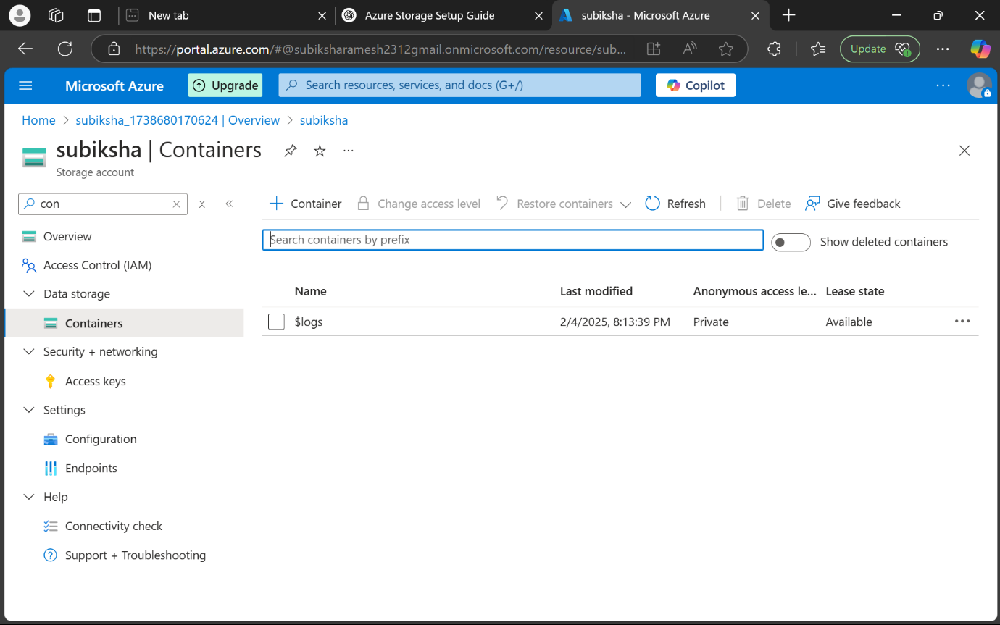 New tab
Azure Storage Setup Guide
subiksha - Microsoft Azure
https://portal.azure.com/#@subiksharamesh2312gmail.onmicrosoft.com/resource/sub...
Update
Microsoft Azure
Upgrade
Search resources, services, and docs (G+/)
Copilot
Home > subiksha_1738680170624 | Overview > subiksha
subiksha | Containers
Storage account
con
Container
Change access level
Restore containers
Refresh
Delete
Give feedback
Search containers by prefix
Show deleted containers
Overview
Access Control (IAM)
Data storage
Containers
Security + networking
Access keys
Settings
Configuration
Endpoints
Help
Connectivity check
Support + Troubleshooting
Name Last modified Anonymous access le... Lease state
$logs 2/4/2025, 8:13:39 PM Private Available